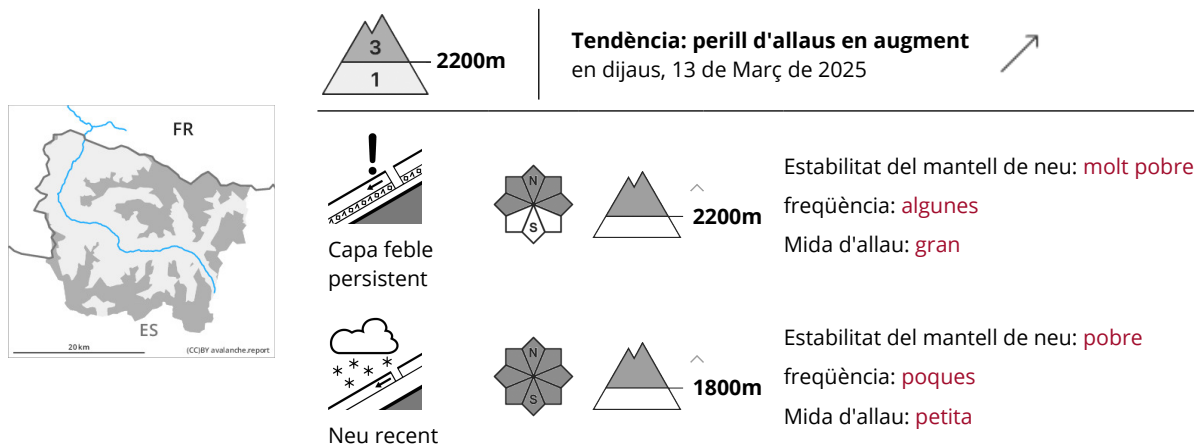 3
1
2200m
Tendència: perill d'allaus en augment
en dijaus, 13 de Març de 2025
FR
ES
20 km
(CC)BY avalanche.report
Capa feble
persistent
N
S
2200m
Estabilitat del mantell de neu: molt pobre
freqüència: algunes
Mida d'allau: gran
Neu recent
N
S
1800m
Estabilitat del mantell de neu: pobre
freqüència: poques
Mida d'allau: petita